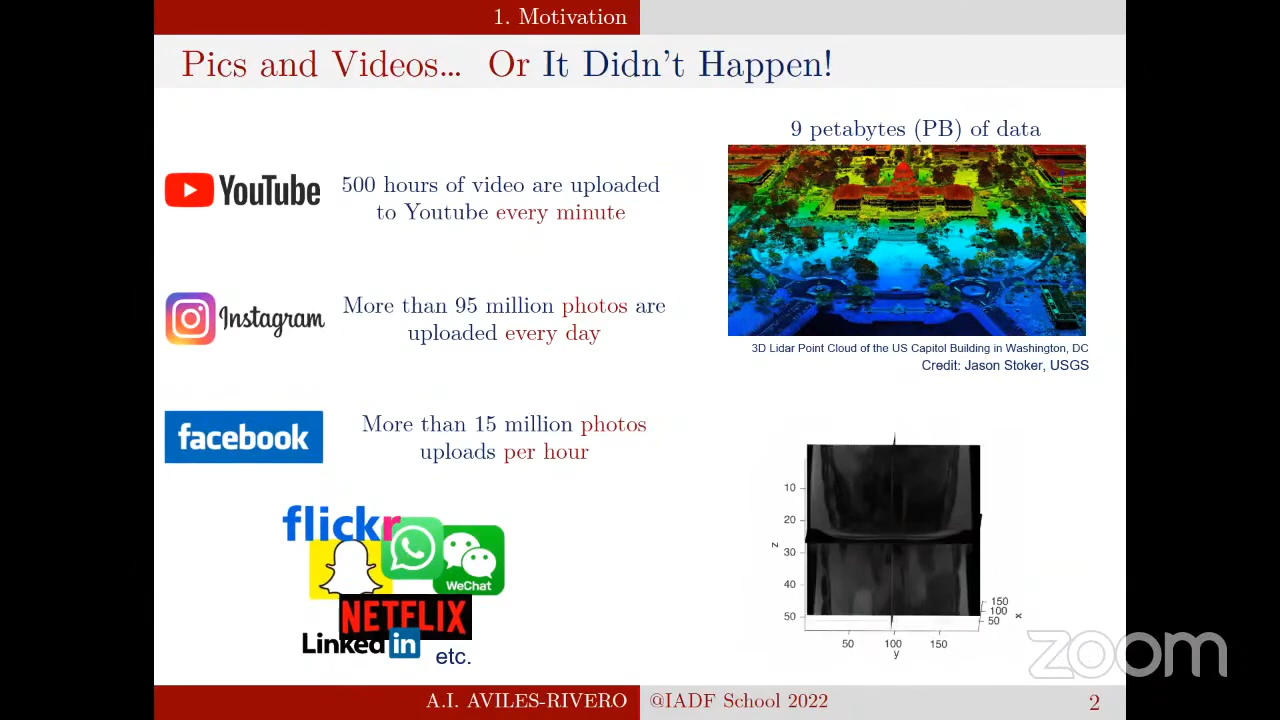 1. Motivation
Pics and Videos... Or It Didn't Happen!
YouTube
500 hours of video are uploaded
to Youtube every minute
Instagram
More than 95 million photos are
uploaded every day
facebook
More than 15 million photos
uploads per hour
flickr
WeChat
NETFLIX
Linked in
etc.
9 petabytes (PB) of data
3D Lidar Point Cloud of the US Capitol Building in Washington, DC
Credit: Jason Stoker, USGS
10
20
z
30
40
50
50
100
150
y
150
100
50
x
zoom
A.I. AVILES-RIVERO
@IADF School 2022
2